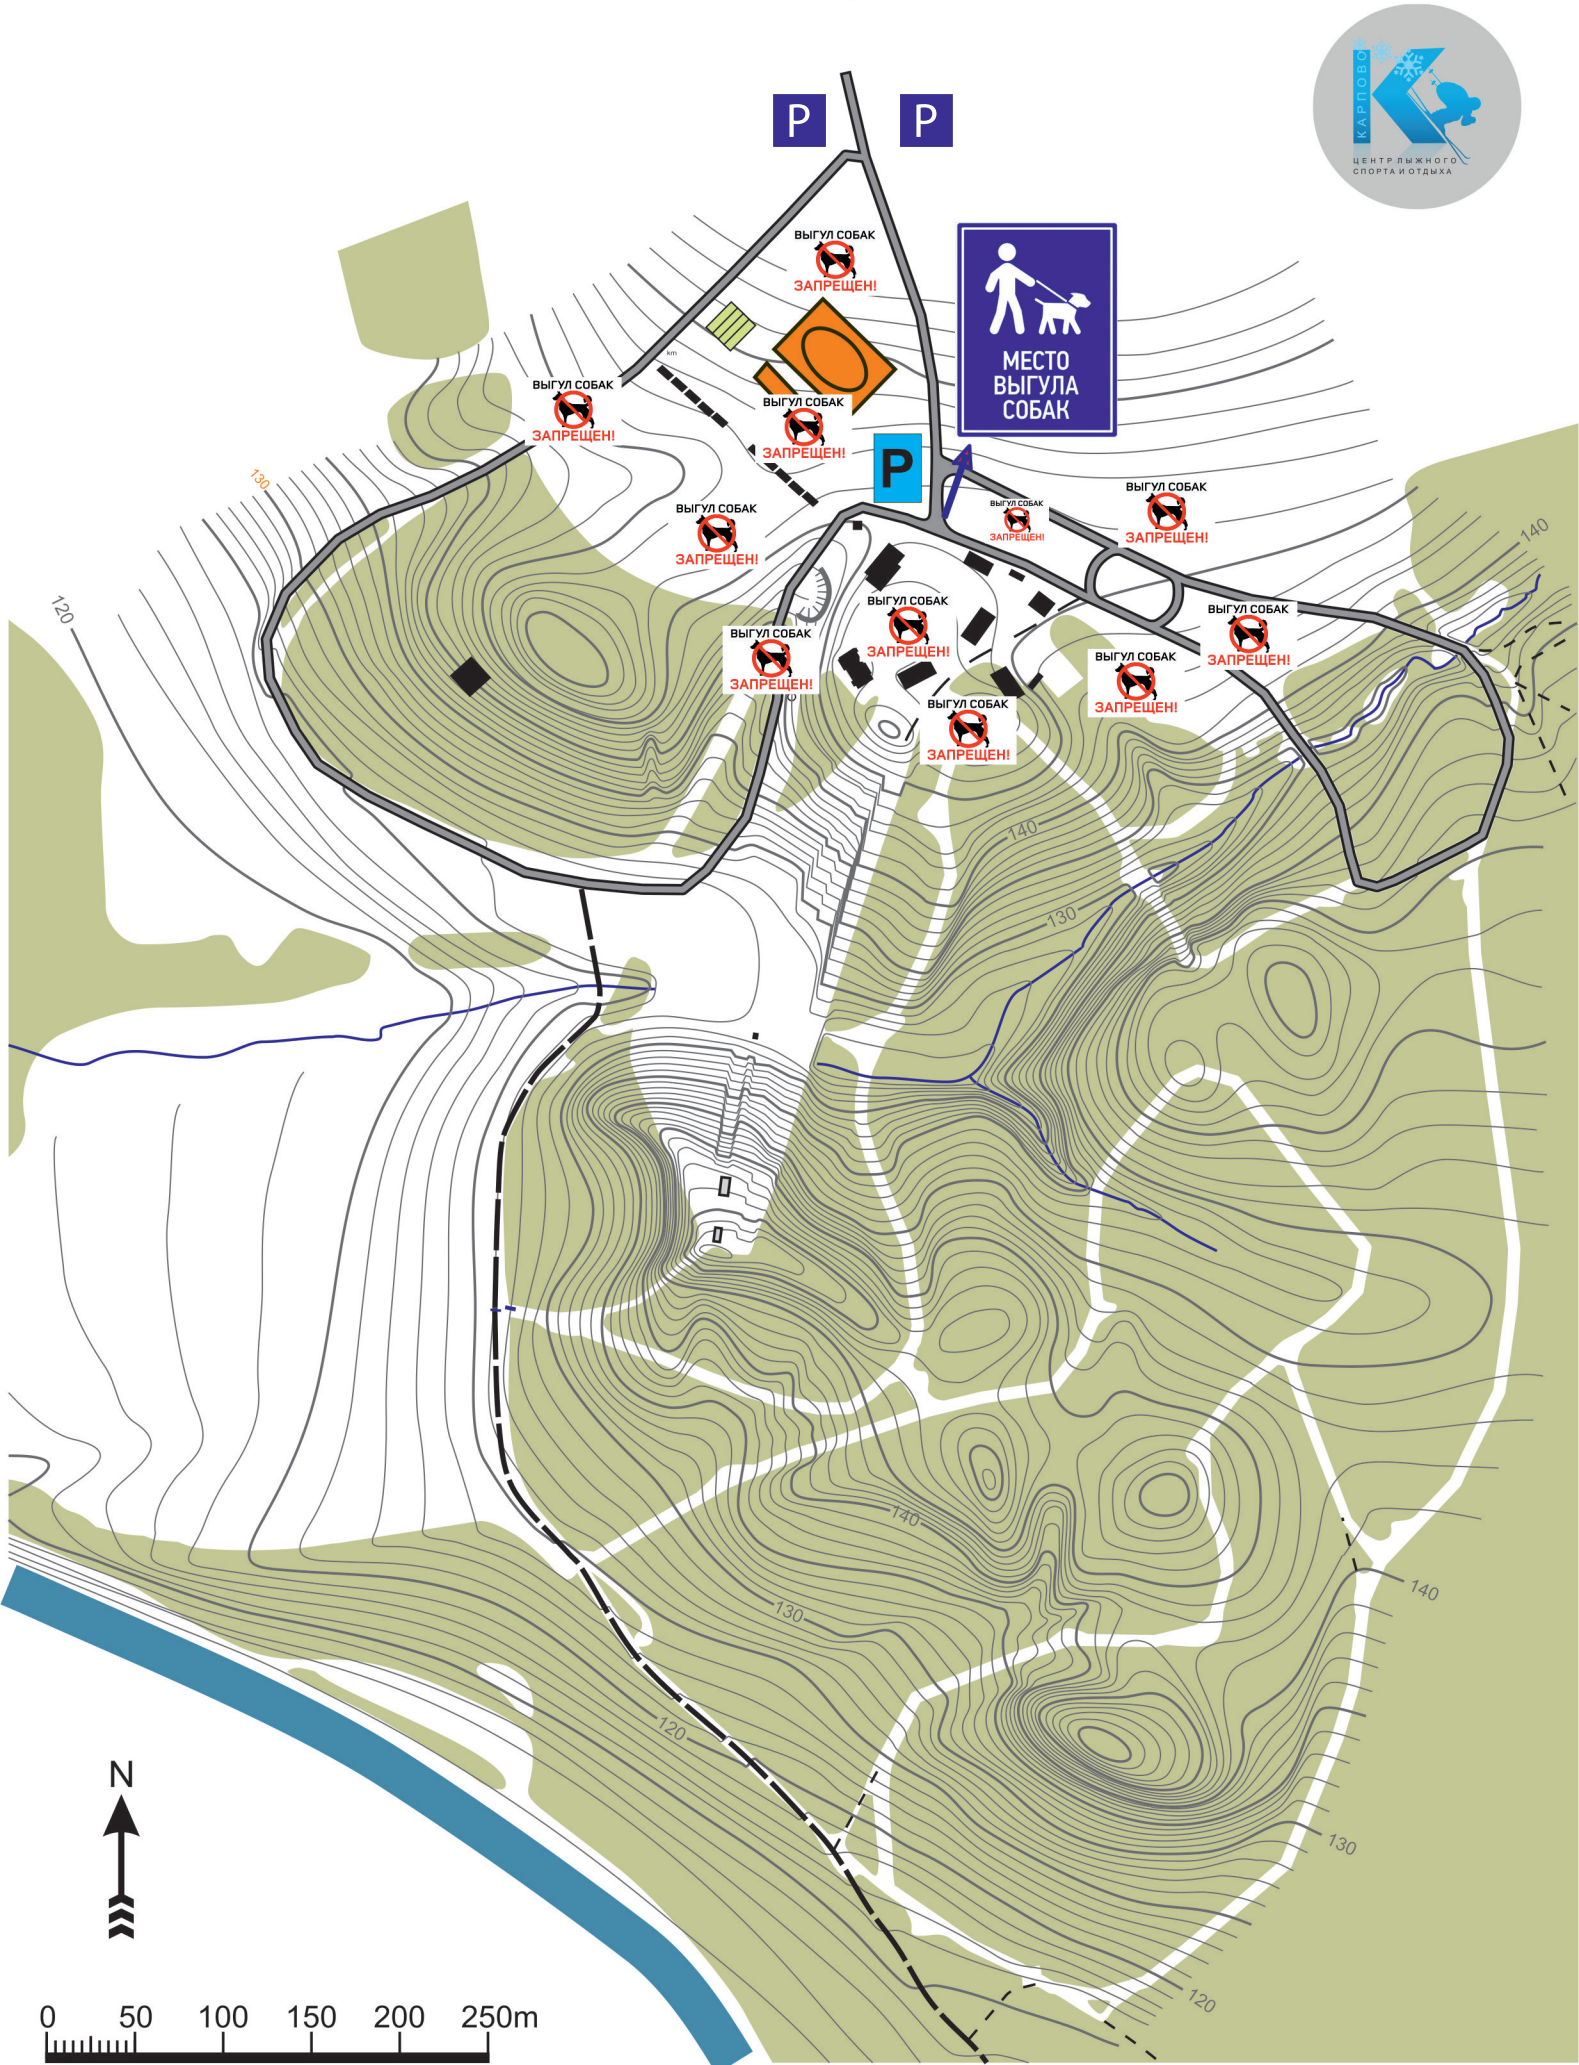 P
P
КАРПОВО
ЦЕНТР ЛЫЖНОГО
СПОРТА И ОТДЫХА
ВЫГУЛ СОБАК
ЗАПРЕЩЕН!
km
МЕСТО
ВЫГУЛА
СОБАК
ВЫГУЛ СОБАК
ЗАПРЕЩЕН!
ВЫГУЛ СОБАК
ЗАПРЕЩЕН!
P
130
ВЫГУЛ СОБАК
ЗАПРЕЩЕН!
ВЫГУЛ СОБАК
ЗАПРЕЩЕН!
ВЫГУЛ СОБАК
ЗАПРЕЩЕН!
140
120
ВЫГУЛ СОБАК
ЗАПРЕЩЕН!
ВЫГУЛ СОБАК
ЗАПРЕЩЕН!
ВЫГУЛ СОБАК
ЗАПРЕЩЕН!
ВЫГУЛ СОБАК
ЗАПРЕЩЕН!
ВЫГУЛ СОБАК
ЗАПРЕЩЕН!
140
130
140
140
130
120
N
130
120
0 50 100 150 200 250m